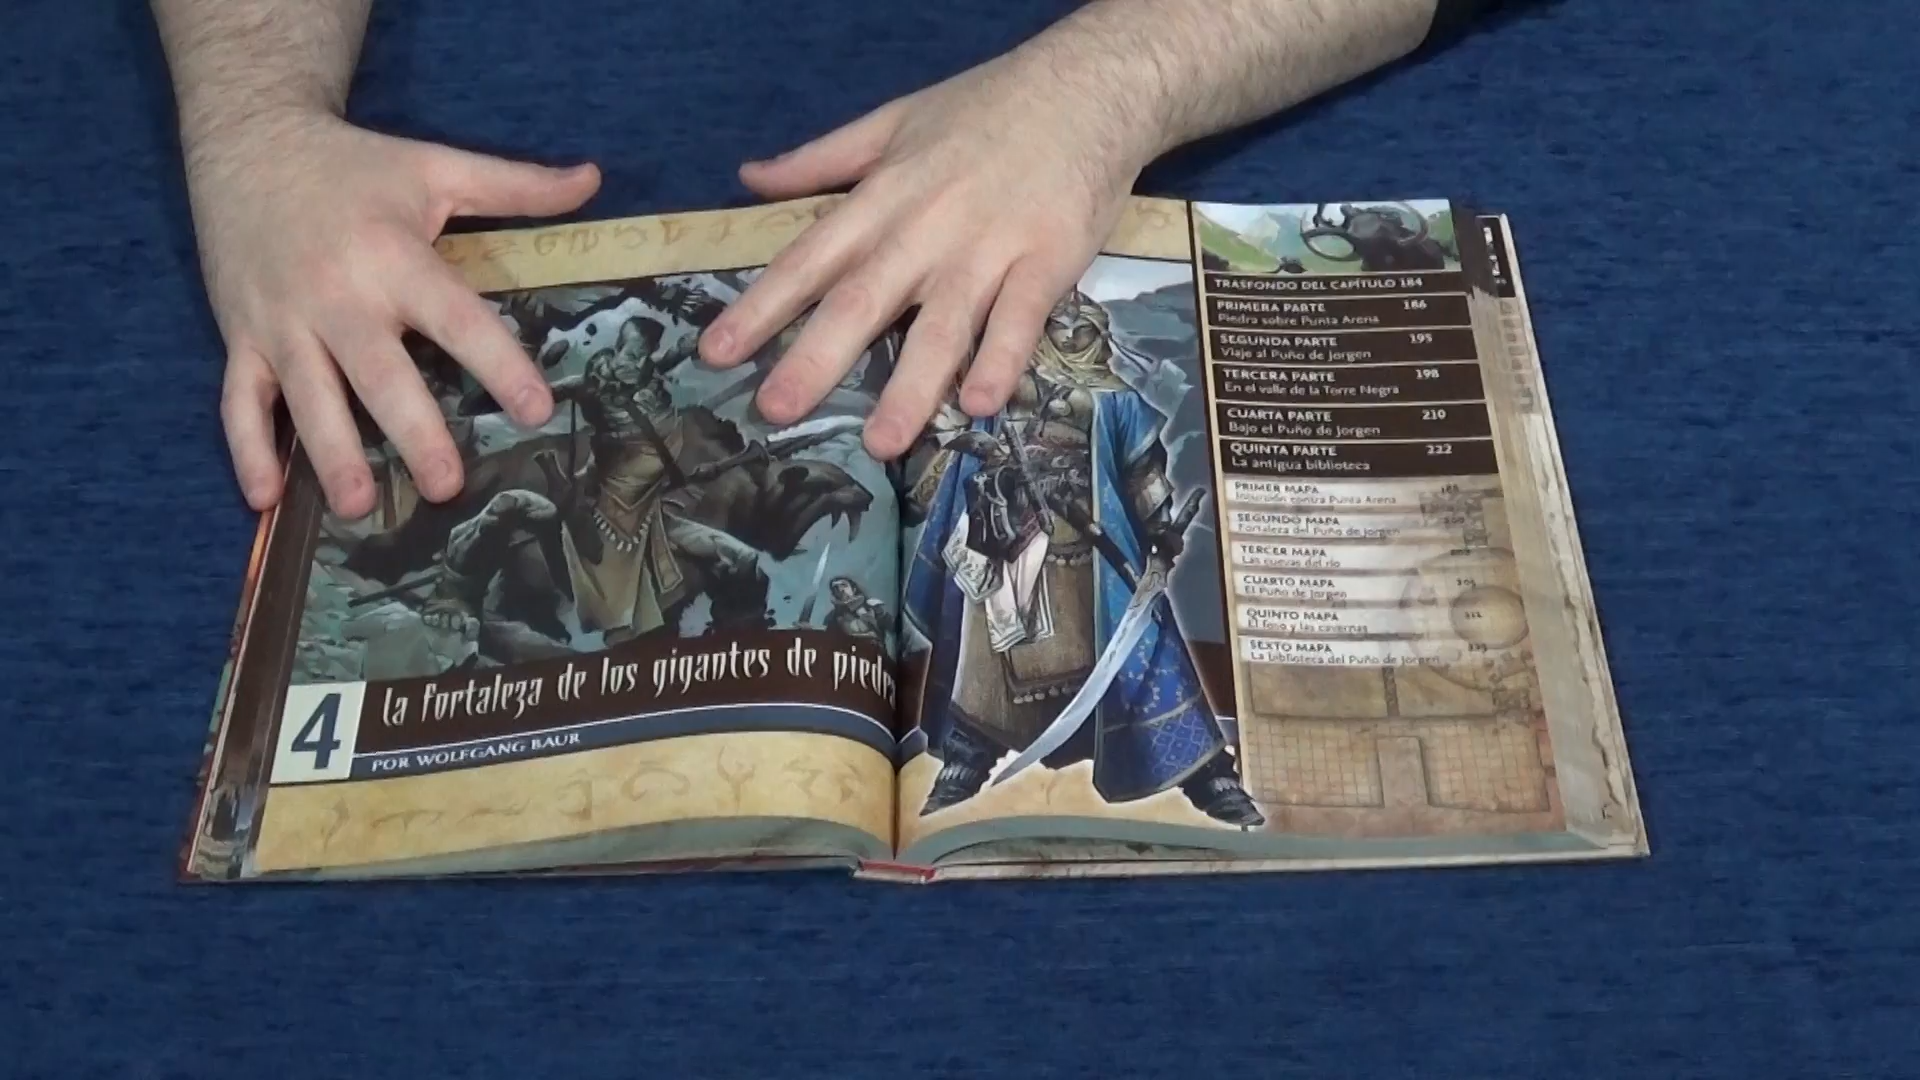 4
la fortaleza de los gigantes de piedra
POR WOLFGANG BAUR
TRASFONDO DEL CAPÍTULO 184
PRIMERA PARTE 186
Piedra sobre Punta Arena
SEGUNDA PARTE 195
Viaje al Puño de Jorgen
TERCERA PARTE 198
En el valle de la Torre Negra
CUARTA PARTE 210
Bajo el Puño de Jorgen
QUINTA PARTE 222
La antigua biblioteca
PRIMER MAPA
Incursión contra Punta Arena
SEGUNDO MAPA
Fortaleza del Puño de Jorgen
TERCER MAPA
Las cuevas del río
CUARTO MAPA
El Puño de Jorgen
QUINTO MAPA
El foso y las cavernas
SEXTO MAPA
La biblioteca del Puño de Jorgen